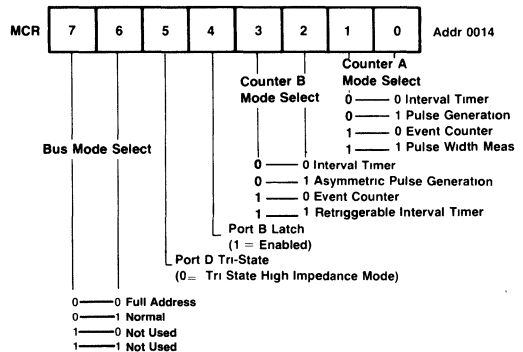 MCR 7 6 5 4 3 2 1 0 Addr 0014
Counter A
Mode Select
0 0 Interval Timer
0 1 Pulse Generation
1 0 Event Counter
1 1 Pulse Width Meas
Counter B
Mode Select
0 0 Interval Timer
0 1 Asymmetric Pulse Generation
1 0 Event Counter
1 1 Retriggerable Interval Timer
Bus Mode Select
Port B Latch
(1 = Enabled)
Port D Tri-State
(0= Tri State High Impedance Mode)
0 0 Full Address
0 1 Normal
1 0 Not Used
1 1 Not Used